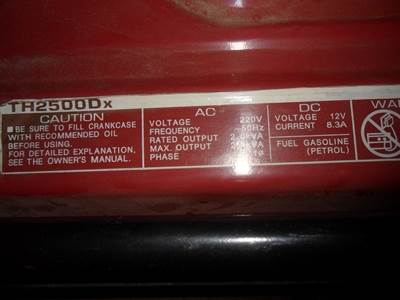 TH2500Dx
CAUTION
BE SURE TO FILL CRANKCASE
WITH RECOMMENDED OIL
BEFORE USING.
FOR DETAILED EXPLANATION,
SEE THE OWNER'S MANUAL.
AC
VOLTAGE 220V
FREQUENCY ~50Hz
RATED OUTPUT
MAX. OUTPUT
PHASE
DC
VOLTAGE 12V
CURRENT 8.3A
FUEL GASOLINE
(PETROL)